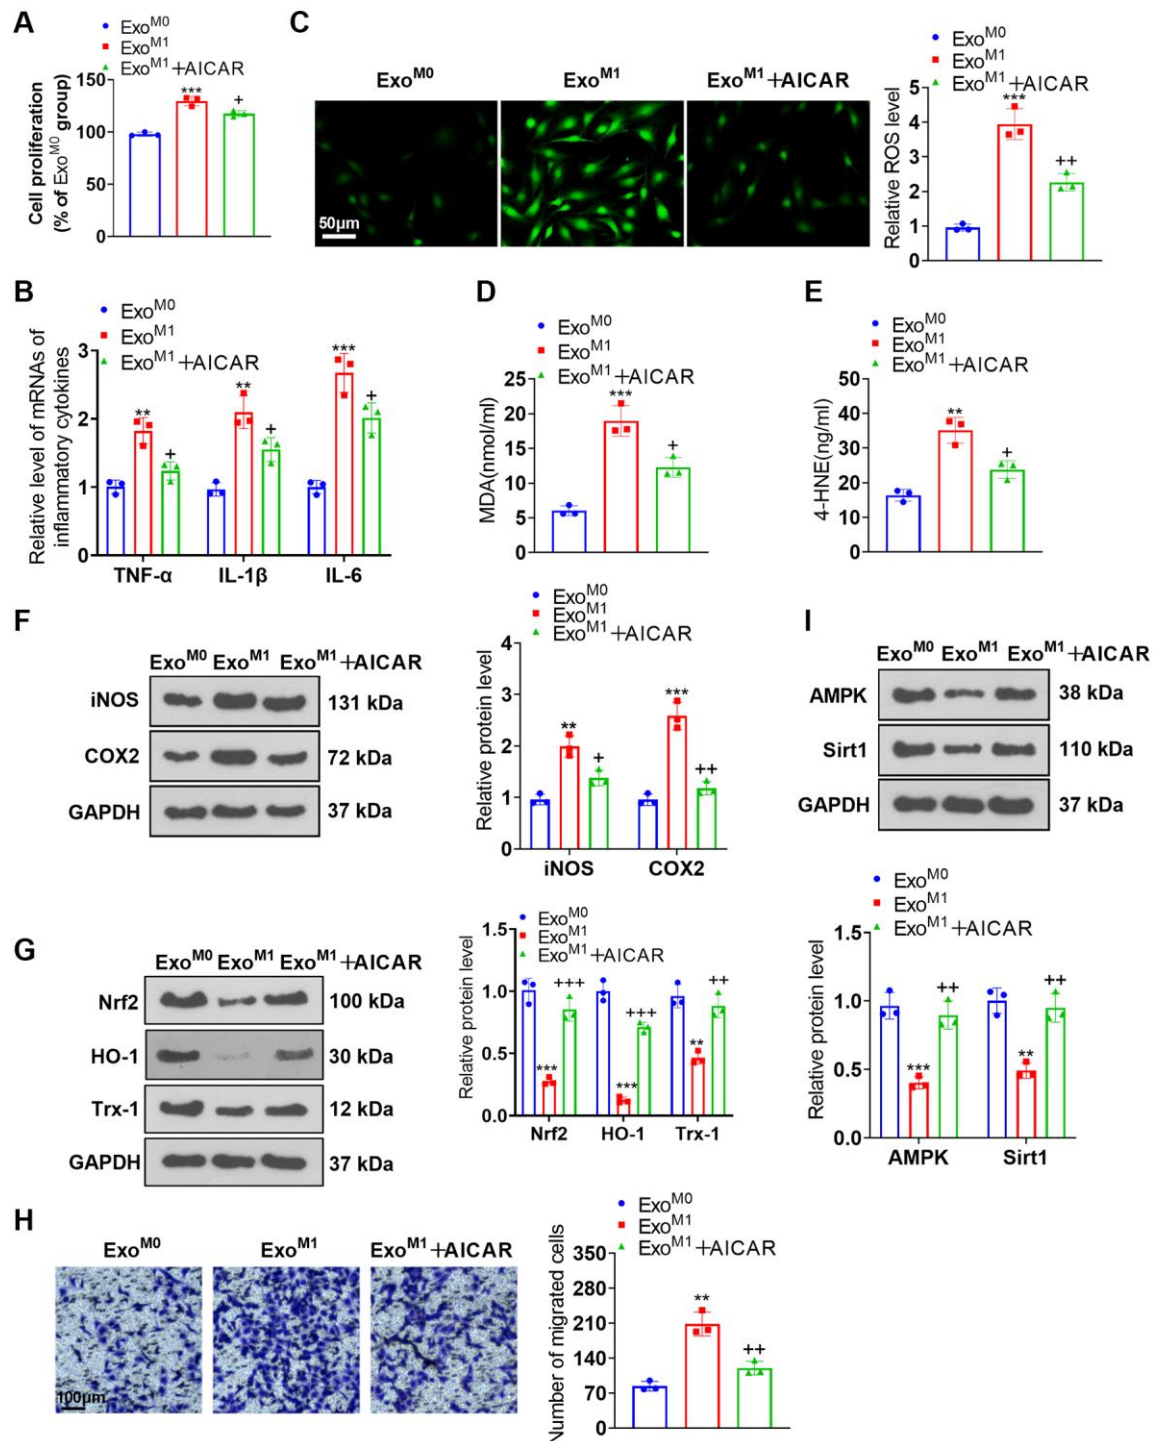 A
Exo^M0
Exo^M1
Exo^M1+AICAR
Cell proliferation
(% of Exo^M0 group)
150
100
50
0
***
+
C
Exo^M0
Exo^M1
Exo^M1+AICAR
50μm
Exo^M0
Exo^M1
Exo^M1+AICAR
Relative ROS level
5
4
3
2
1
0
***
++
B
Exo^M0
Exo^M1
Exo^M1+AICAR
Relative level of mRNAs of
inflammatory cytokines
3
2
1
0
**
+
**
+
***
+
TNF-α IL-1β IL-6
D
Exo^M0
Exo^M1
Exo^M1+AICAR
MDA(nmol/ml)
25
20
15
10
5
0
***
+
E
Exo^M0
Exo^M1
Exo^M1+AICAR
4-HNE(ng/ml)
50
40
30
20
10
0
**
+
F
Exo^M0 Exo^M1 Exo^M1+AICAR
iNOS 131 kDa
COX2 72 kDa
GAPDH 37 kDa
Exo^M0
Exo^M1
Exo^M1+AICAR
Relative protein level
4
3
2
1
0
**
+
***
++
iNOS COX2
I
Exo^M0 Exo^M1 Exo^M1+AICAR
AMPK 38 kDa
Sirt1 110 kDa
GAPDH 37 kDa
Exo^M0
Exo^M1
Exo^M1+AICAR
Relative protein level
1.5
1.0
0.5
0.0
***
++
**
++
AMPK Sirt1
G
Exo^M0 Exo^M1 Exo^M1+AICAR
Nrf2 100 kDa
HO-1 30 kDa
Trx-1 12 kDa
GAPDH 37 kDa
Exo^M0
Exo^M1
Exo^M1+AICAR
Relative protein level
1.5
1.0
0.5
0.0
***
+++
***
+++
**
++
Nrf2 HO-1 Trx-1
H
Exo^M0 Exo^M1 Exo^M1+AICAR
100μm
Exo^M0
Exo^M1
Exo^M1+AICAR
Number of migrated cells
350
280
210
140
70
0
**
++